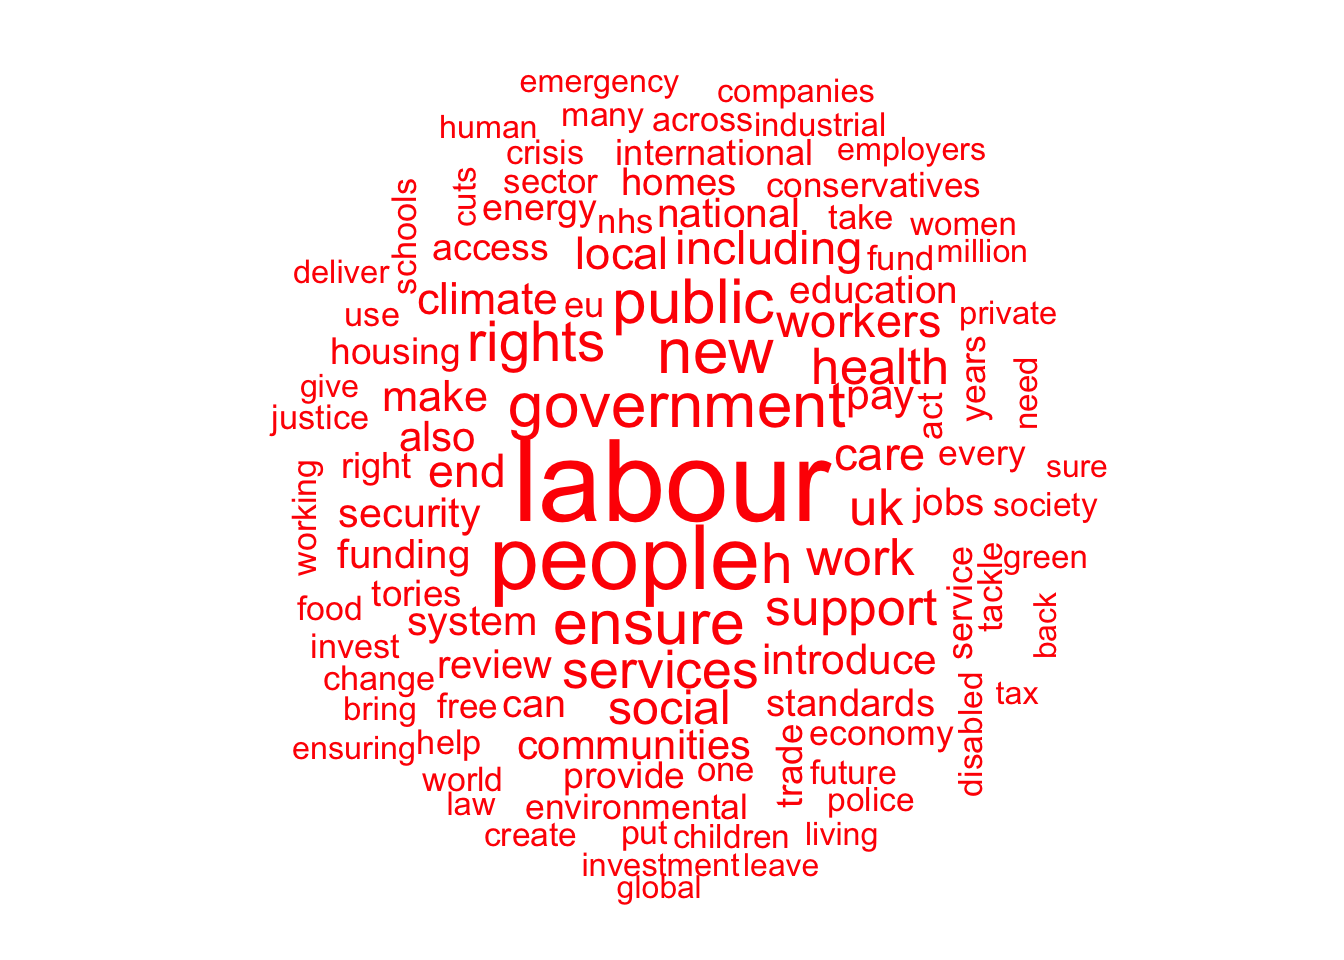 emergency companies
human many across industrial
crisis international employers
schools cuts sector homes conservatives
energy nhs national take women
access local including fund million
deliver climate eu public education
use rights new workers private
housing health years need
give make government pay act
justice also labour care every sure
working right end uk jobs society
security people h work service tackle green
funding tories ensure support back
food system services introduce
invest review social standards disabled tax
change free can communities trade economy
bring help provide one future
ensuring world environmental police
law create put children living
investment leave
global